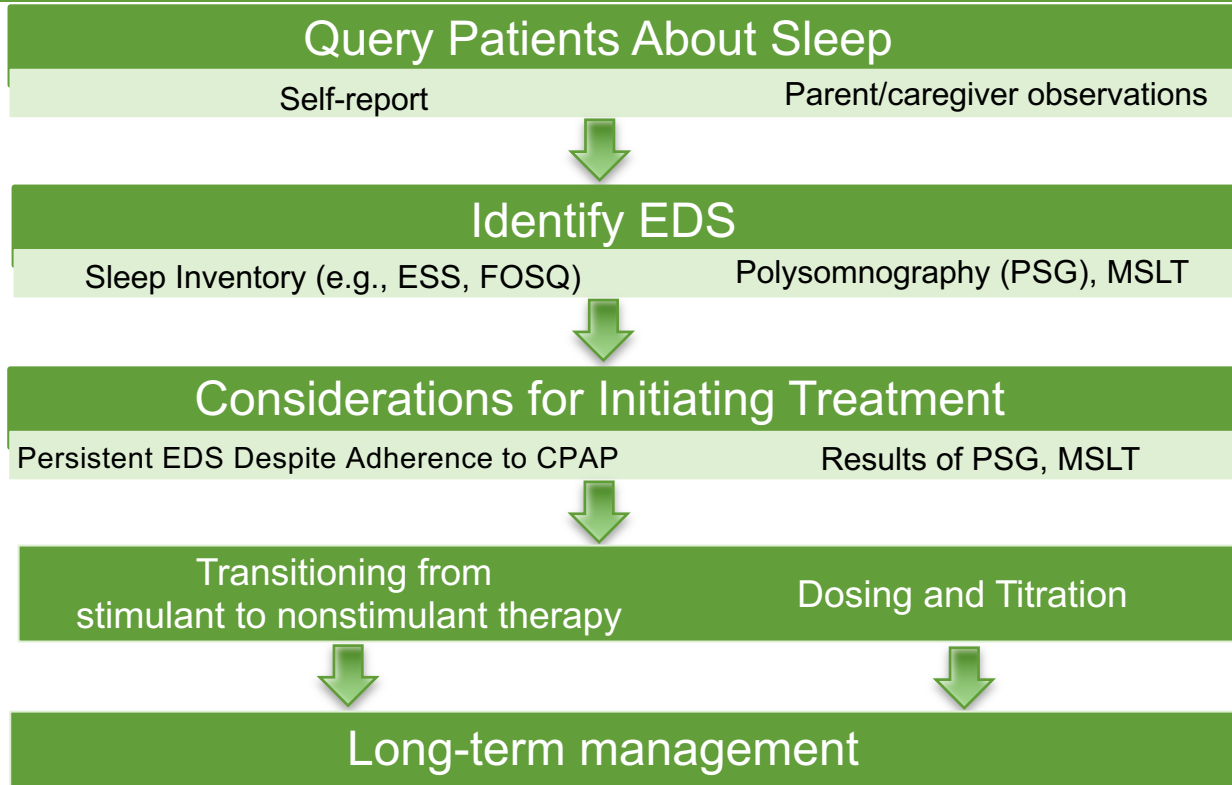 Query Patients About Sleep
Self-report
Parent/caregiver observations
Identify EDS
Sleep Inventory (e.g., ESS, FOSQ)
Polysomnography (PSG), MSLT
Considerations for Initiating Treatment
Persistent EDS Despite Adherence to CPAP
Results of PSG, MSLT
Transitioning from
stimulant to nonstimulant therapy
Dosing and Titration
Long-term management